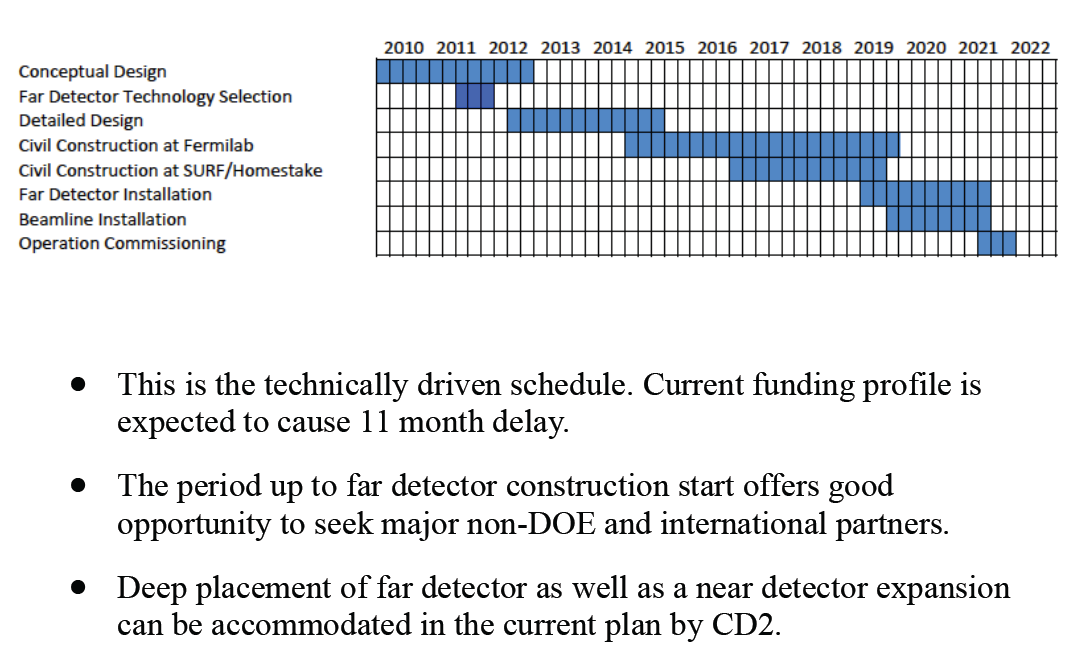 2010 2011 2012 2013 2014 2015 2016 2017 2018 2019 2020 2021 2022
Conceptual Design
Far Detector Technology Selection
Detailed Design
Civil Construction at Fermilab
Civil Construction at SURF/Homestake
Far Detector Installation
Beamline Installation
Operation Commissioning
• This is the technically driven schedule. Current funding profile is
expected to cause 11 month delay.
• The period up to far detector construction start offers good
opportunity to seek major non-DOE and international partners.
• Deep placement of far detector as well as a near detector expansion
can be accommodated in the current plan by CD2.